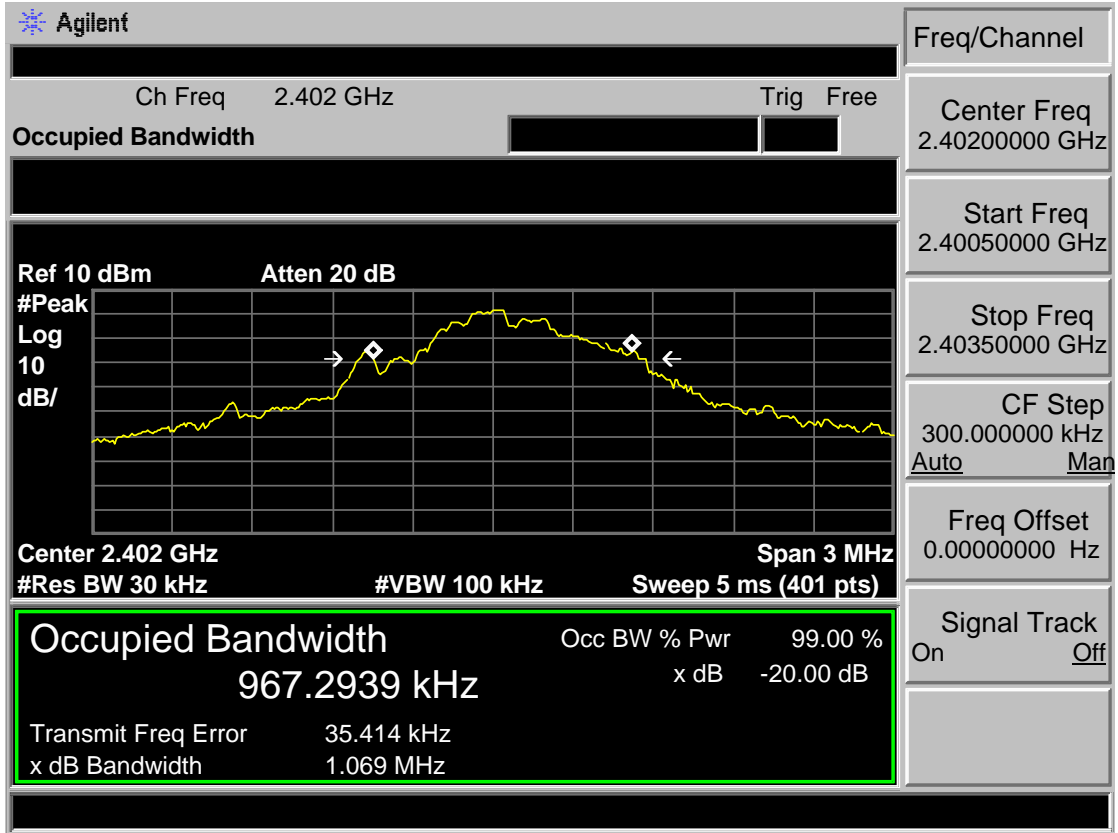 Agilent
Freq/Channel
Ch Freq 2.402 GHz Trig Free
Occupied Bandwidth
Center Freq
2.40200000 GHz
Start Freq
2.40050000 GHz
Ref 10 dBm Atten 20 dB
#Peak
Log
10
dB/
Stop Freq
2.40350000 GHz
CF Step
300.000000 kHz
Auto Man
Freq Offset
0.00000000 Hz
Center 2.402 GHz Span 3 MHz
#Res BW 30 kHz #VBW 100 kHz Sweep 5 ms (401 pts)
Signal Track
On Off
Occupied Bandwidth Occ BW % Pwr 99.00 %
967.2939 kHz x dB -20.00 dB
Transmit Freq Error 35.414 kHz
x dB Bandwidth 1.069 MHz